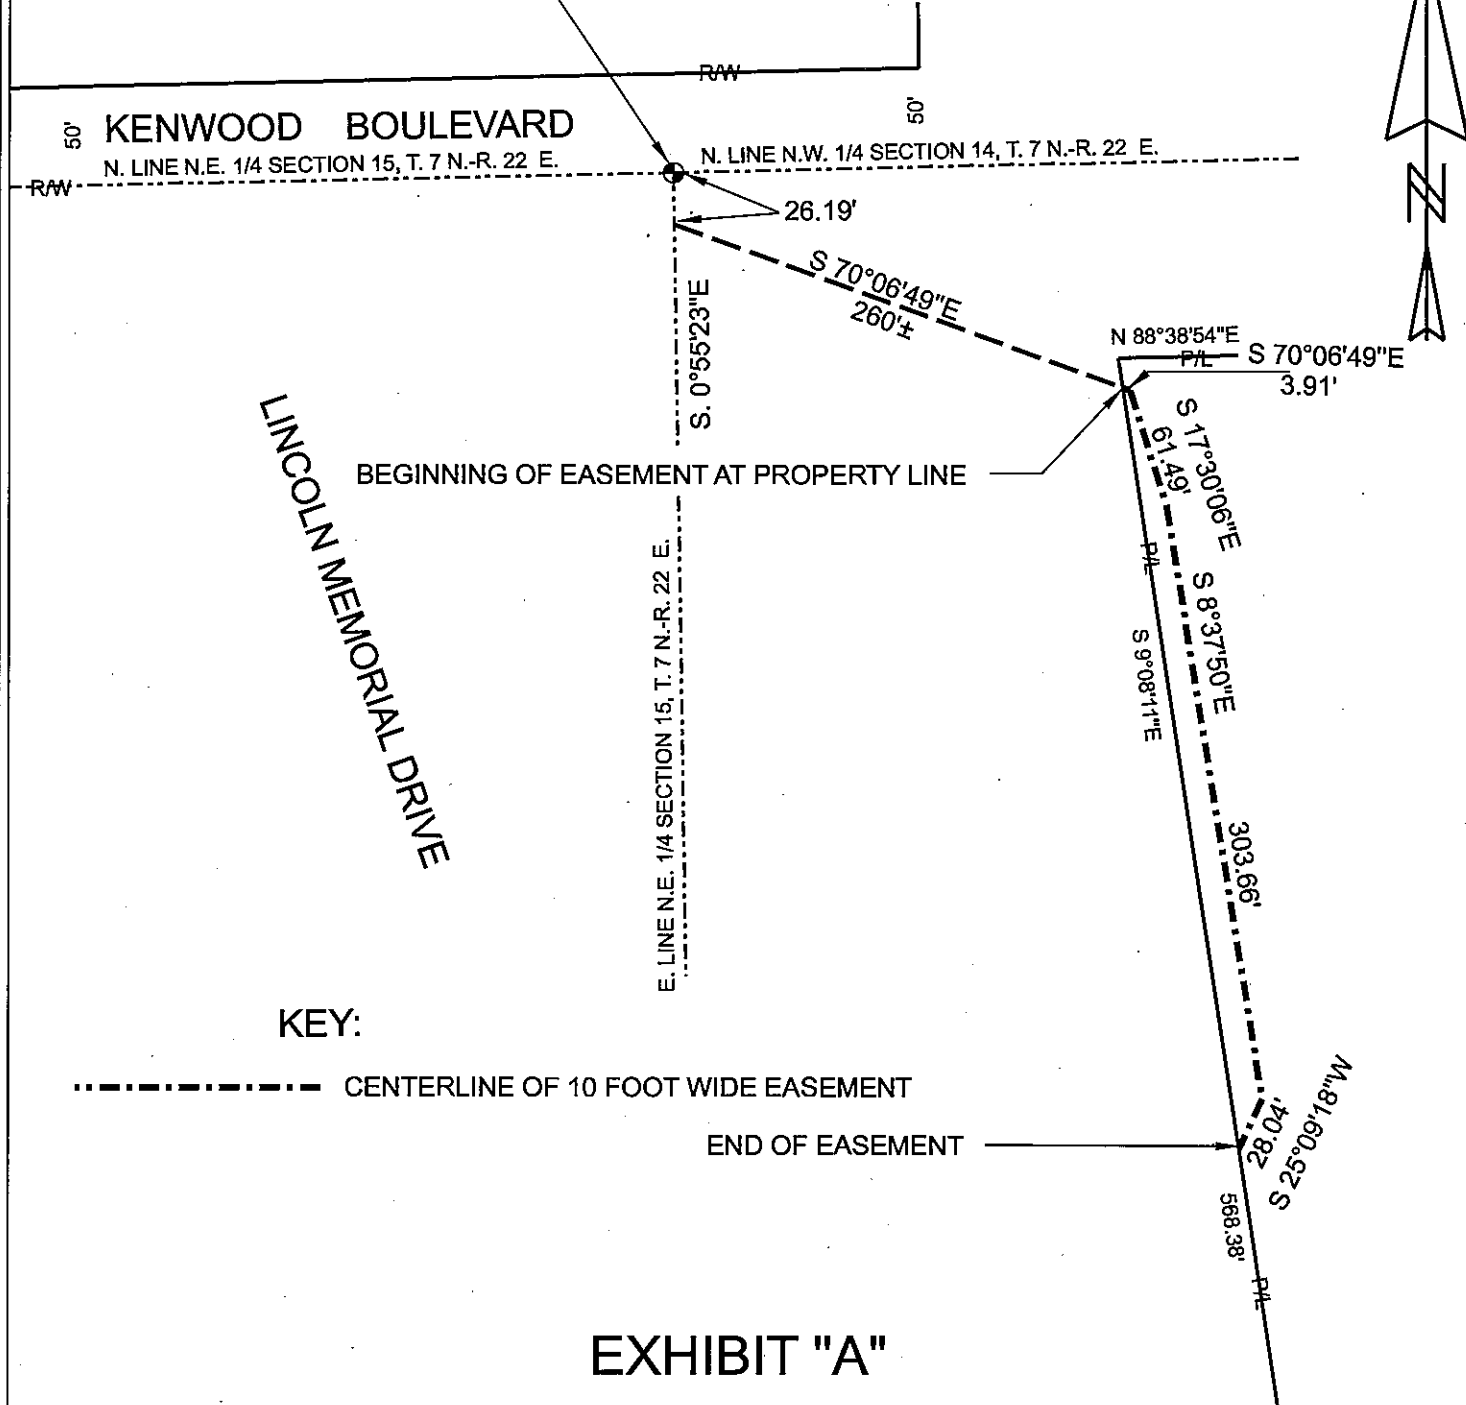 R/W
50'
50'
KENWOOD BOULEVARD
N. LINE N.E. 1/4 SECTION 15, T. 7 N.-R. 22 E.
N. LINE N.W. 1/4 SECTION 14, T. 7 N.-R. 22 E.
R/W
N
26.19'
S 70°06'49"E
260'±
S. 0°55'23"E
N 88°38'54"E
P/L
S 70°06'49"E
3.91'
S 17°30'06"E
61.49'
BEGINNING OF EASEMENT AT PROPERTY LINE
LINCOLN MEMORIAL DRIVE
P/L
S 8°37'50"E
S 9°08'11"E
E. LINE N.E. 1/4 SECTION 15, T. 7 N.-R. 22 E.
303.66'
KEY:
CENTERLINE OF 10 FOOT WIDE EASEMENT
END OF EASEMENT
28.04'
S 25°09'18"W
568.38'
P/L
EXHIBIT "A"